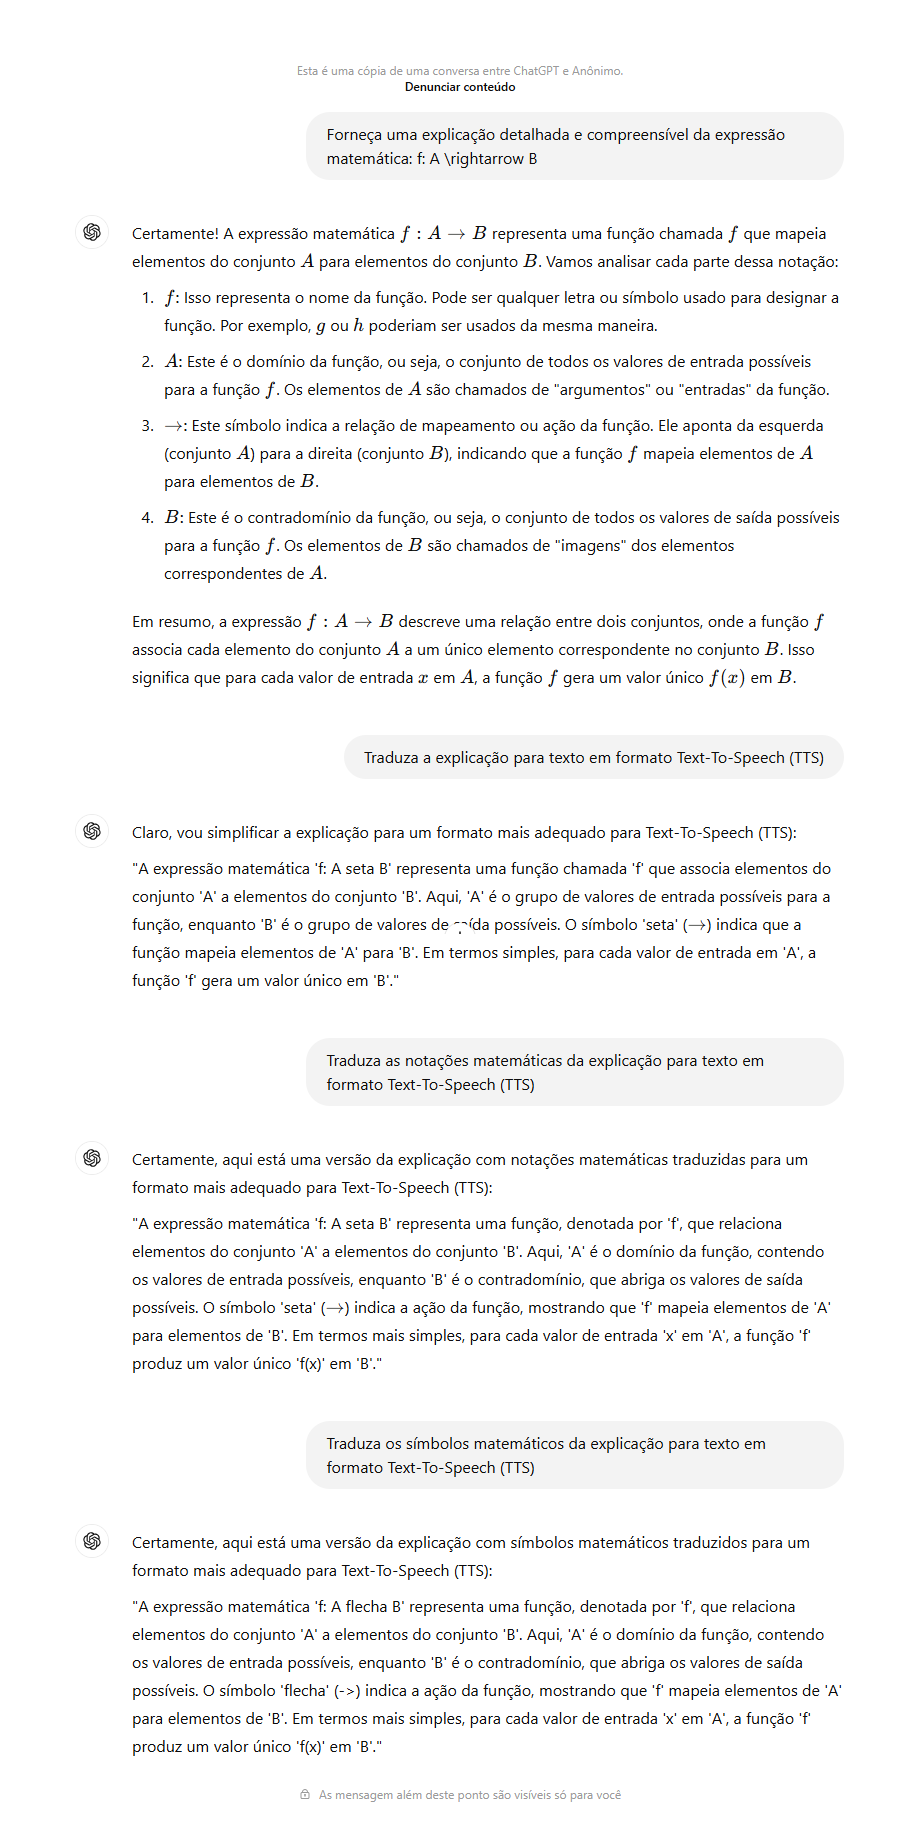 Esta é uma cópia de uma conversa entre ChatGPT e Anônimo.
Denunciar conteúdo
Forneça uma explicação detalhada e compreensível da expressão
matemática: f: A \rightarrow B
Certamente! A expressão matemática f : A → B representa uma função chamada f que mapeia
elementos do conjunto A para elementos do conjunto B. Vamos analisar cada parte dessa notação:
1. f: Isso representa o nome da função. Pode ser qualquer letra ou símbolo usado para designar a
função. Por exemplo, g ou h poderiam ser usados da mesma maneira.
2. A: Este é o domínio da função, ou seja, o conjunto de todos os valores de entrada possíveis
para a função f. Os elementos de A são chamados de "argumentos" ou "entradas" da função.
3. →: Este símbolo indica a relação de mapeamento ou ação da função. Ele aponta da esquerda
(conjunto A) para a direita (conjunto B), indicando que a função f mapeia elementos de A
para elementos de B.
4. B: Este é o contradomínio da função, ou seja, o conjunto de todos os valores de saída possíveis
para a função f. Os elementos de B são chamados de "imagens" dos elementos
correspondentes de A.
Em resumo, a expressão f : A → B descreve uma relação entre dois conjuntos, onde a função f
associa cada elemento do conjunto A a um único elemento correspondente no conjunto B. Isso
significa que para cada valor de entrada x em A, a função f gera um valor único f(x) em B.
Traduza a explicação para texto em formato Text-To-Speech (TTS)
Claro, vou simplificar a explicação para um formato mais adequado para Text-To-Speech (TTS):
"A expressão matemática 'f: A seta B' representa uma função chamada 'f' que associa elementos do
conjunto 'A' a elementos do conjunto 'B'. Aqui, 'A' é o grupo de valores de entrada possíveis para a
função, enquanto 'B' é o grupo de valores de saída possíveis. O símbolo 'seta' (→) indica que a
função mapeia elementos de 'A' para 'B'. Em termos simples, para cada valor de entrada em 'A', a
função 'f' gera um valor único em 'B'."
Traduza as notações matemáticas da explicação para texto em
formato Text-To-Speech (TTS)
Certamente, aqui está uma versão da explicação com notações matemáticas traduzidas para um
formato mais adequado para Text-To-Speech (TTS):
"A expressão matemática 'f: A seta B' representa uma função, denotada por 'f', que relaciona
elementos do conjunto 'A' a elementos do conjunto 'B'. Aqui, 'A' é o domínio da função, contendo
os valores de entrada possíveis, enquanto 'B' é o contradomínio, que abriga os valores de saída
possíveis. O símbolo 'seta' (→) indica a ação da função, mostrando que 'f' mapeia elementos de 'A'
para elementos de 'B'. Em termos mais simples, para cada valor de entrada 'x' em 'A', a função 'f'
produz um valor único 'f(x)' em 'B'."
Traduza os símbolos matemáticos da explicação para texto em
formato Text-To-Speech (TTS)
Certamente, aqui está uma versão da explicação com símbolos matemáticos traduzidos para um
formato mais adequado para Text-To-Speech (TTS):
"A expressão matemática 'f: A flecha B' representa uma função, denotada por 'f', que relaciona
elementos do conjunto 'A' a elementos do conjunto 'B'. Aqui, 'A' é o domínio da função, contendo
os valores de entrada possíveis, enquanto 'B' é o contradomínio, que abriga os valores de saída
possíveis. O símbolo 'flecha' (->) indica a ação da função, mostrando que 'f' mapeia elementos de 'A'
para elementos de 'B'. Em termos mais simples, para cada valor de entrada 'x' em 'A', a função 'f'
produz um valor único 'f(x)' em 'B'."
As mensagem além deste ponto são visíveis só para você